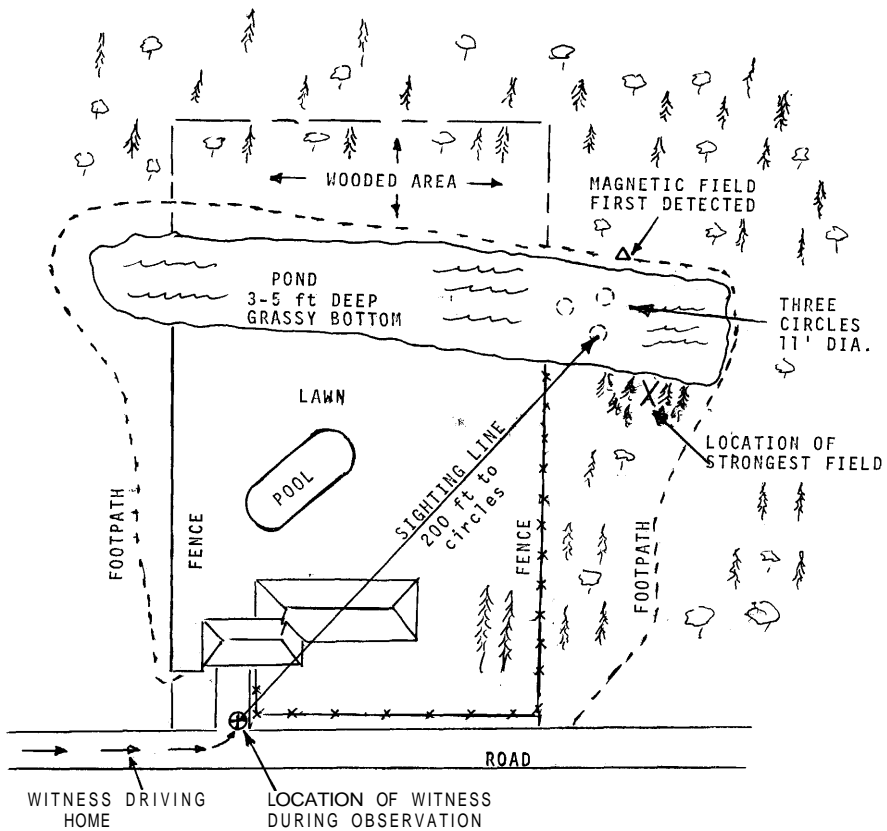 WOODED AREA
MAGNETIC FIELD
FIRST DETECTED
POND
3-5 ft DEEP
GRASSY BOTTOM
THREE
CIRCLES
11' DIA.
LAWN
LOCATION OF
STRONGEST FIELD
POOL
SIGHTING LINE
200 ft to
circles
FOOTPATH
FENCE
FENCE
FOOTPATH
ROAD
WITNESS DRIVING
HOME
LOCATION OF WITNESS
DURING OBSERVATION